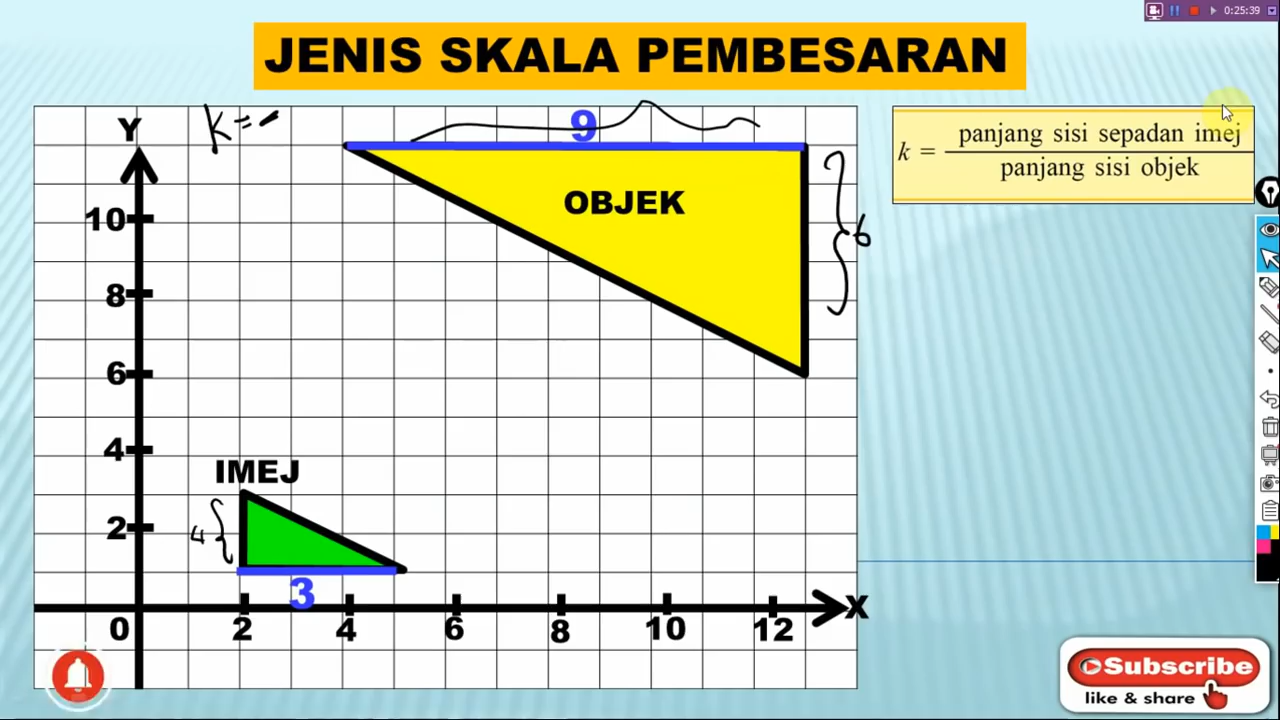 0:25:39
JENIS SKALA PEMBESARAN
Y
K=-
9
k = panjang sisi sepadan imej
panjang sisi objek
OBJEK
6
10
8
6
4
IMEJ
4
2
3
X
0
2
4
6
8
10
12
Subscribe
like & share